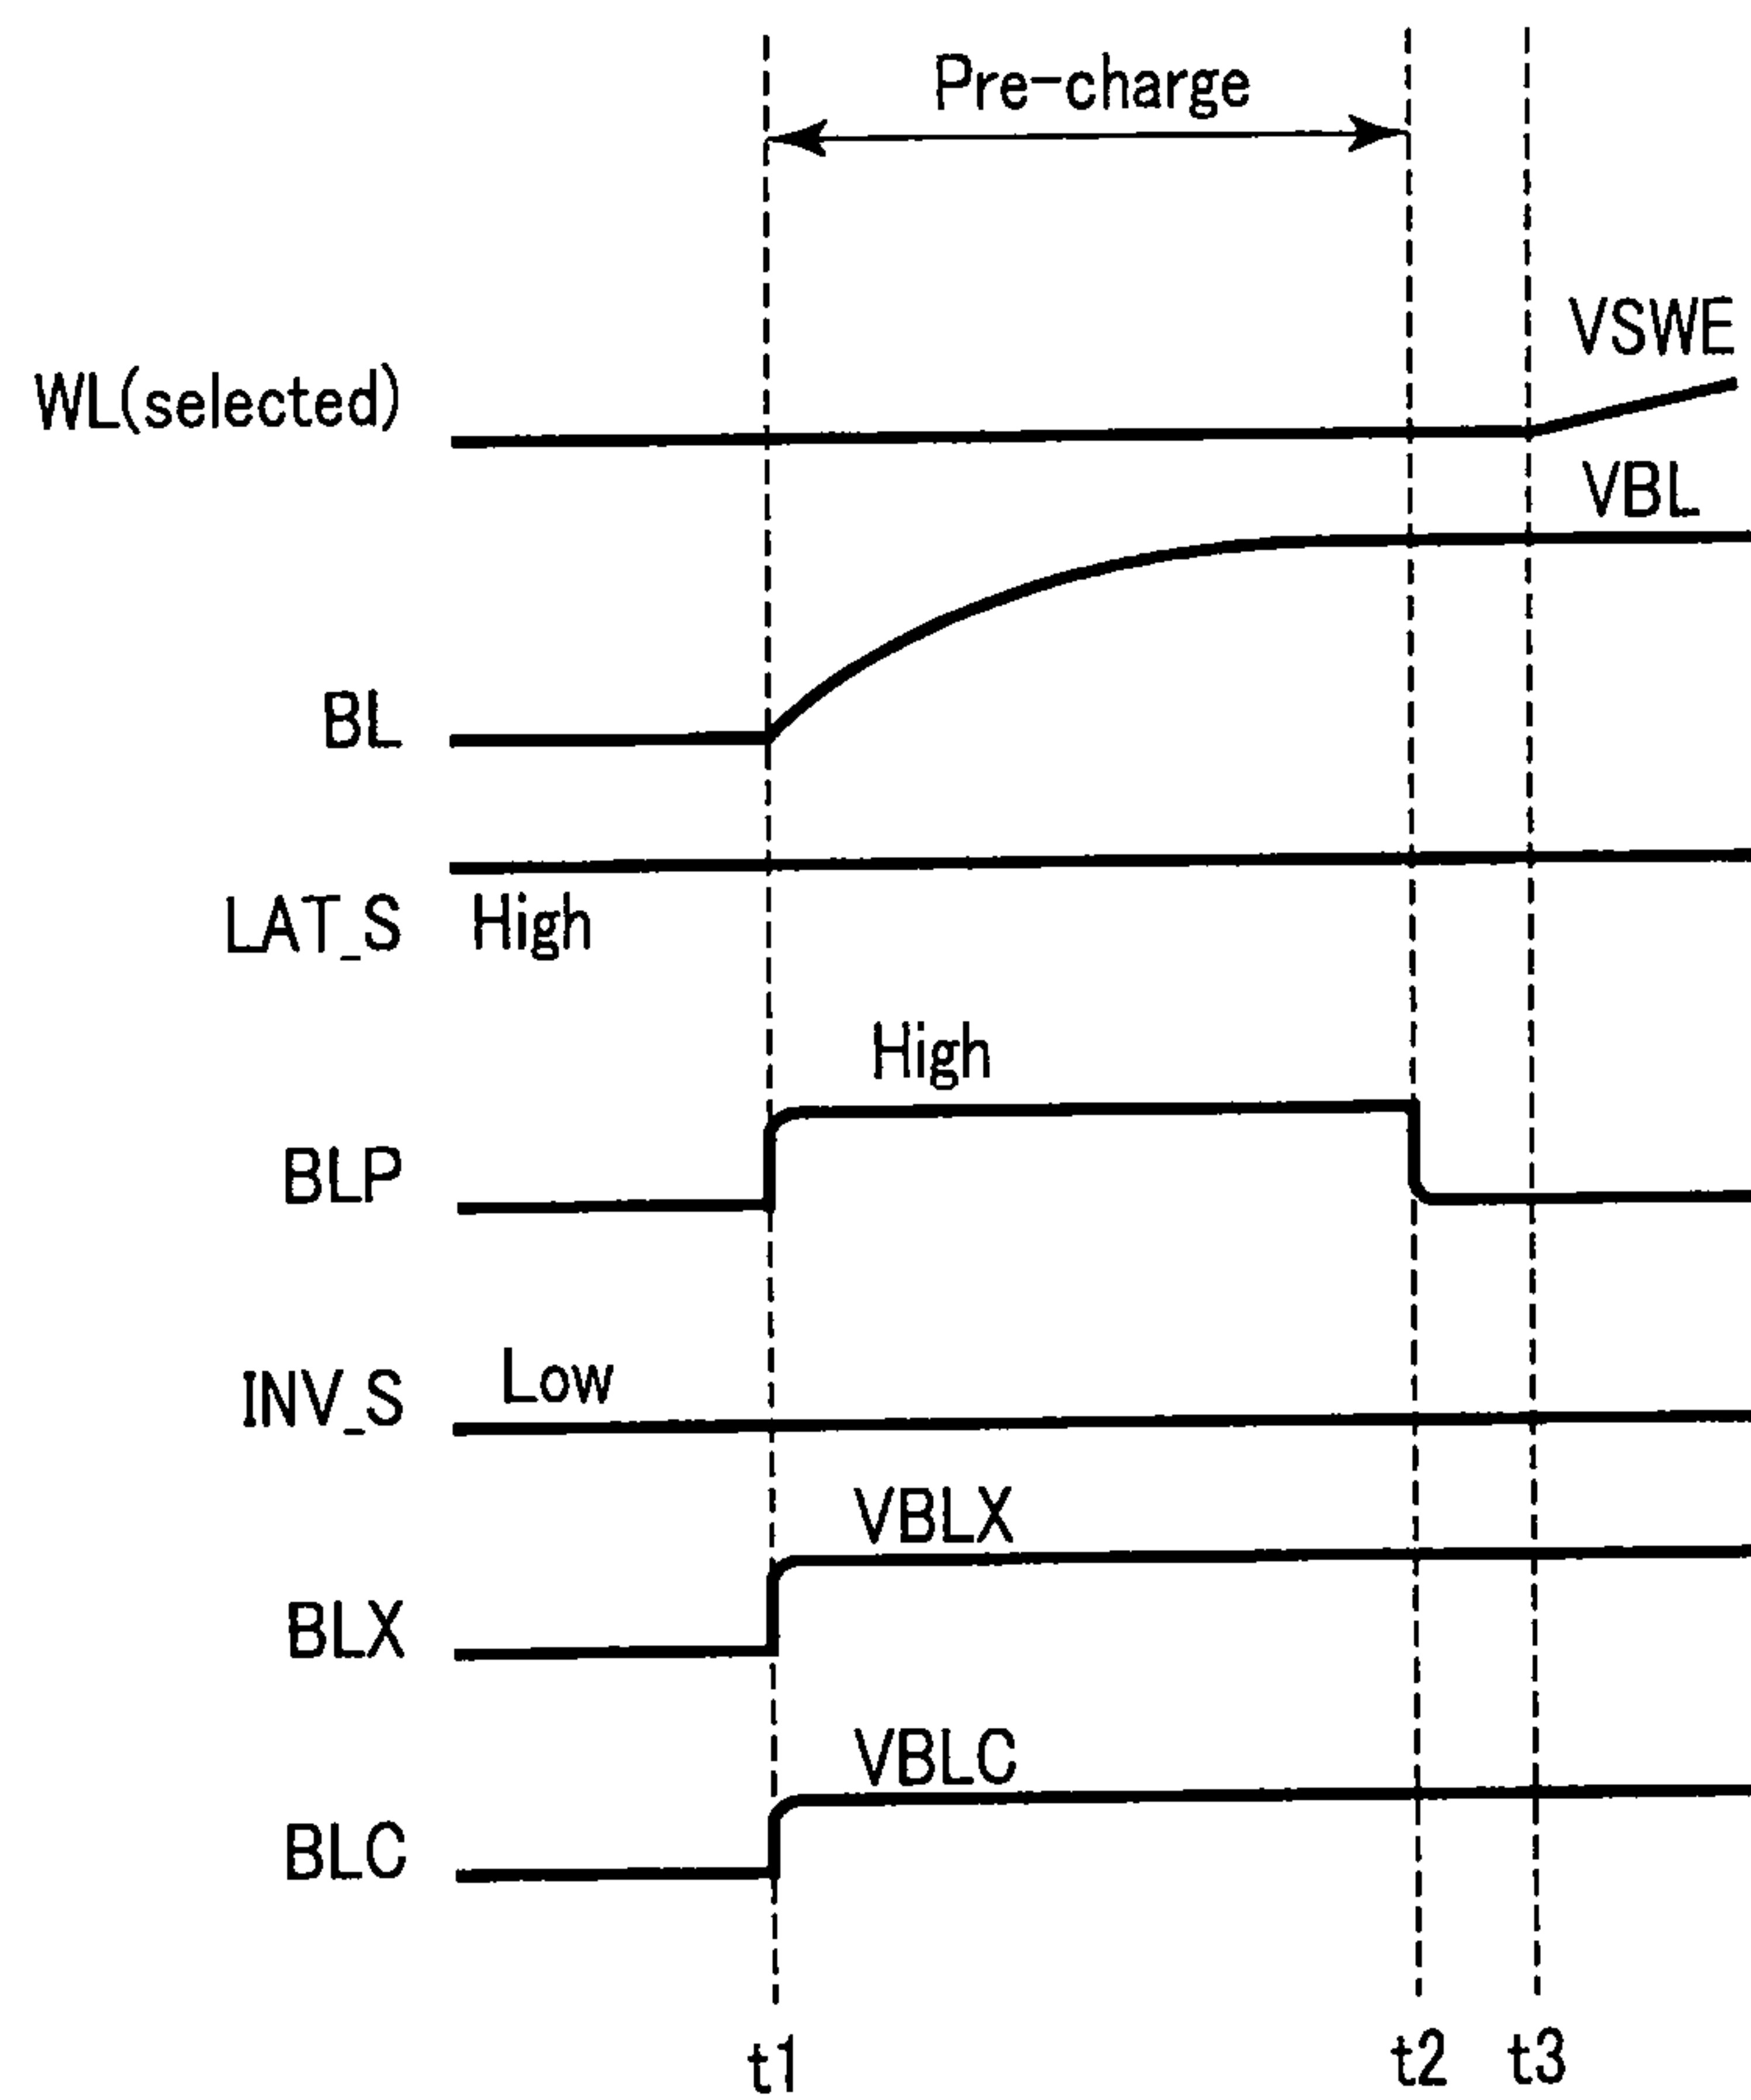 Pre-charge
VSWE
WL(selected)
VBL
BL
LAT_S High
High
BLP
Low
INV_S
VBLX
BLX
VBLC
BLC
t1 t2 t3